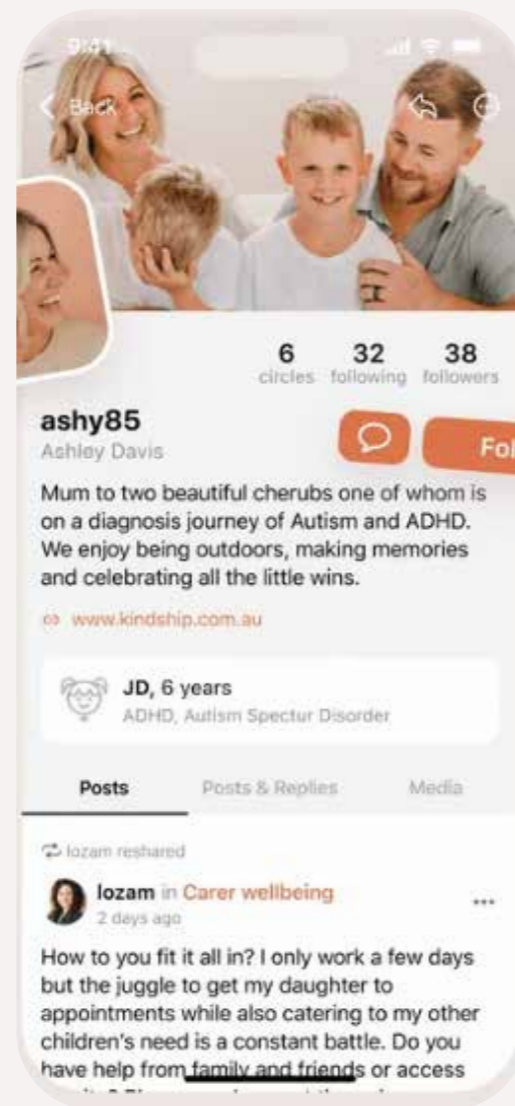 9:41
Back
6 32 38
circles following followers
ashy85
Ashley Davis
Fol
Mum to two beautiful cherubs one of whom is
on a diagnosis journey of Autism and ADHD.
We enjoy being outdoors, making memories
and celebrating all the little wins.
www.kindship.com.au
JD, 6 years
ADHD, Autism Spectur Disorder
Posts Posts & Replies Media
lozam reshared
lozam in Carer wellbeing
2 days ago
How to you fit it all in? I only work a few days
but the juggle to get my daughter to
appointments while also catering to my other
children's need is a constant battle. Do you
have help from family and friends or access